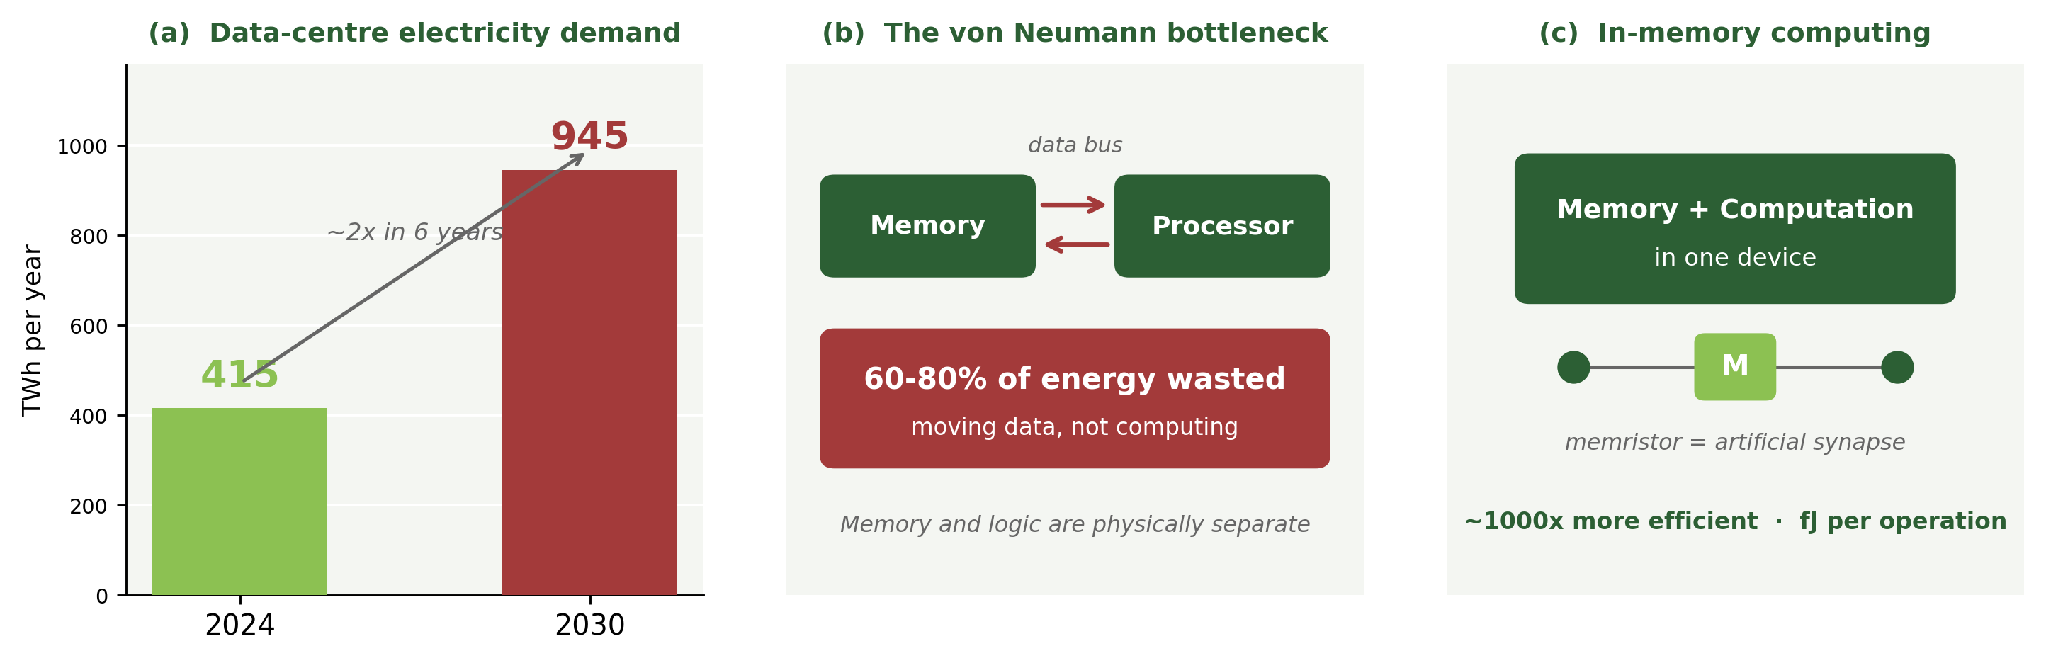 (a)  Data-centre electricity demand
TWh per year
1000
800
600
400
200
0
945
~2x in 6 years
415
2024
2030
(b)  The von Neumann bottleneck
data bus
Memory
Processor
60-80% of energy wasted
moving data, not computing
Memory and logic are physically separate
(c)  In-memory computing
Memory + Computation
in one device
M
memristor = artificial synapse
~1000x more efficient  ·  fJ per operation